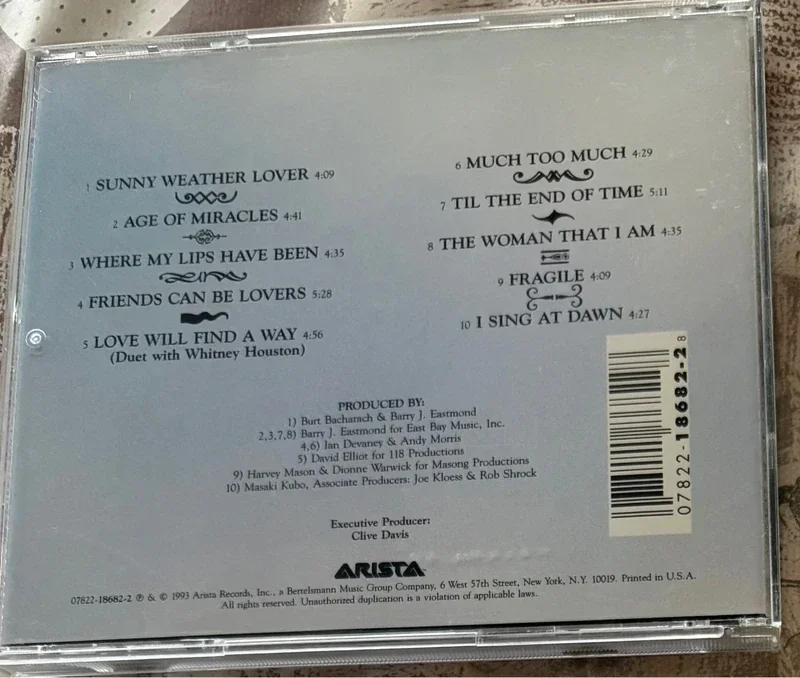 1 SUNNY WEATHER LOVER 4:09
2 AGE OF MIRACLES 4:41
3 WHERE MY LIPS HAVE BEEN 4:35
4 FRIENDS CAN BE LOVERS 5:28
5 LOVE WILL FIND A WAY 4:56
(Duet with Whitney Houston)
6 MUCH TOO MUCH 4:29
7 TIL THE END OF TIME 5:11
8 THE WOMAN THAT I AM 4:35
9 FRAGILE 4:09
10 I SING AT DAWN 4:27
PRODUCED BY:
1) Burt Bacharach & Barry J. Eastmond
2,3,7,8) Barry J. Eastmond for East Bay Music, Inc.
4,6) Ian Devaney & Andy Morris
5) David Elliot for 118 Productions
9) Harvey Mason & Dionne Warwick for Masong Productions
10) Masaki Kubo, Associate Producers: Joe Kloess & Rob Shrock
Executive Producer:
Clive Davis
ARISTA
07822-18682-2 ℗ & © 1993 Arista Records, Inc., a Bertelsmann Music Group Company, 6 West 57th Street, New York, N.Y. 10019. Printed in U.S.A.
All rights reserved. Unauthorized duplication is a violation of applicable laws.
07822-18682-2 8